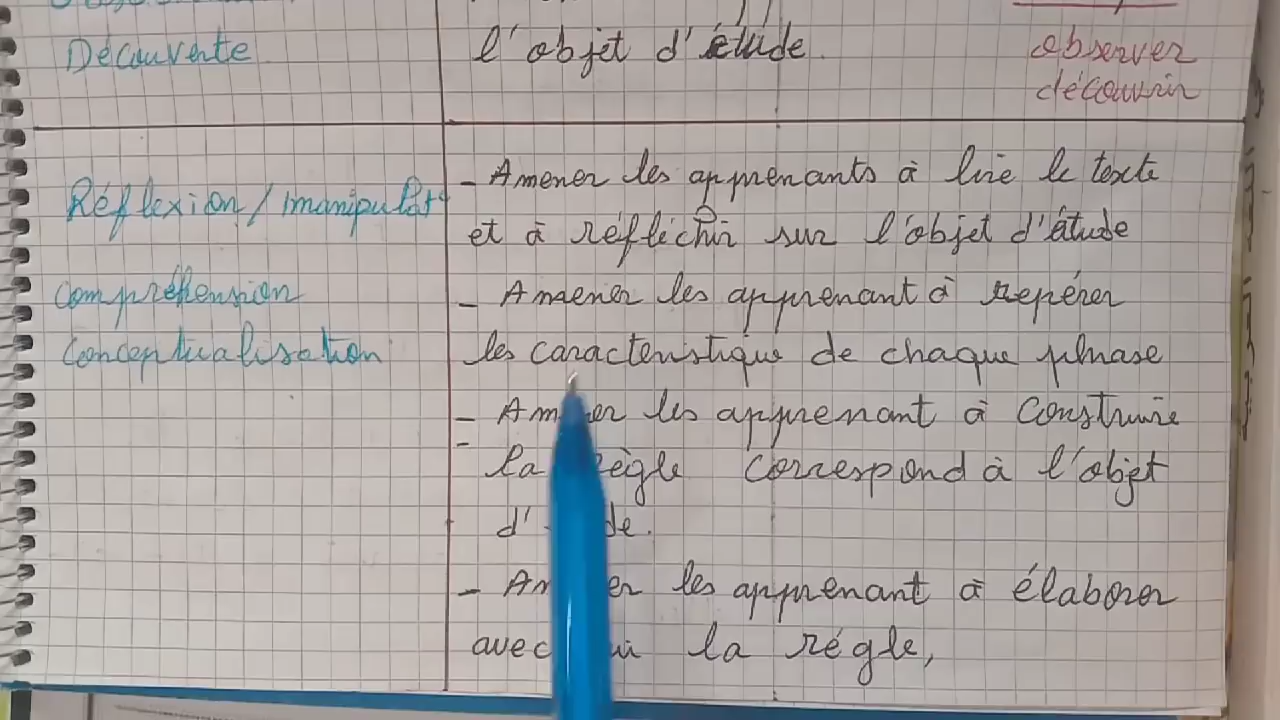 Découverte
l'objet d'étude.
observer
découvrir
Réflexion/manipulat°
- Amener les apprenants à lire le texte
et à réfléchir sur l'objet d'étude
Compréhension
- Amener les apprenant à repérer
conceptualisation
les caracteristique de chaque phrase
- les apprenant à construire
la correspond à l'objet
- les apprenant à élaborer
avec la régle,